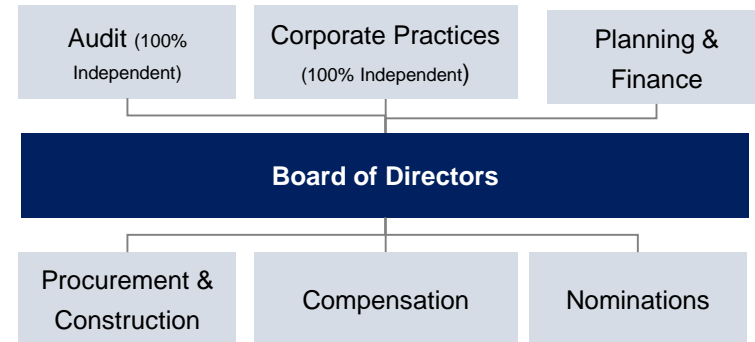 Audit (100%
Independent)
Corporate Practices
(100% Independent)
Planning &
Finance
Board of Directors
Procurement &
Construction
Compensation
Nominations